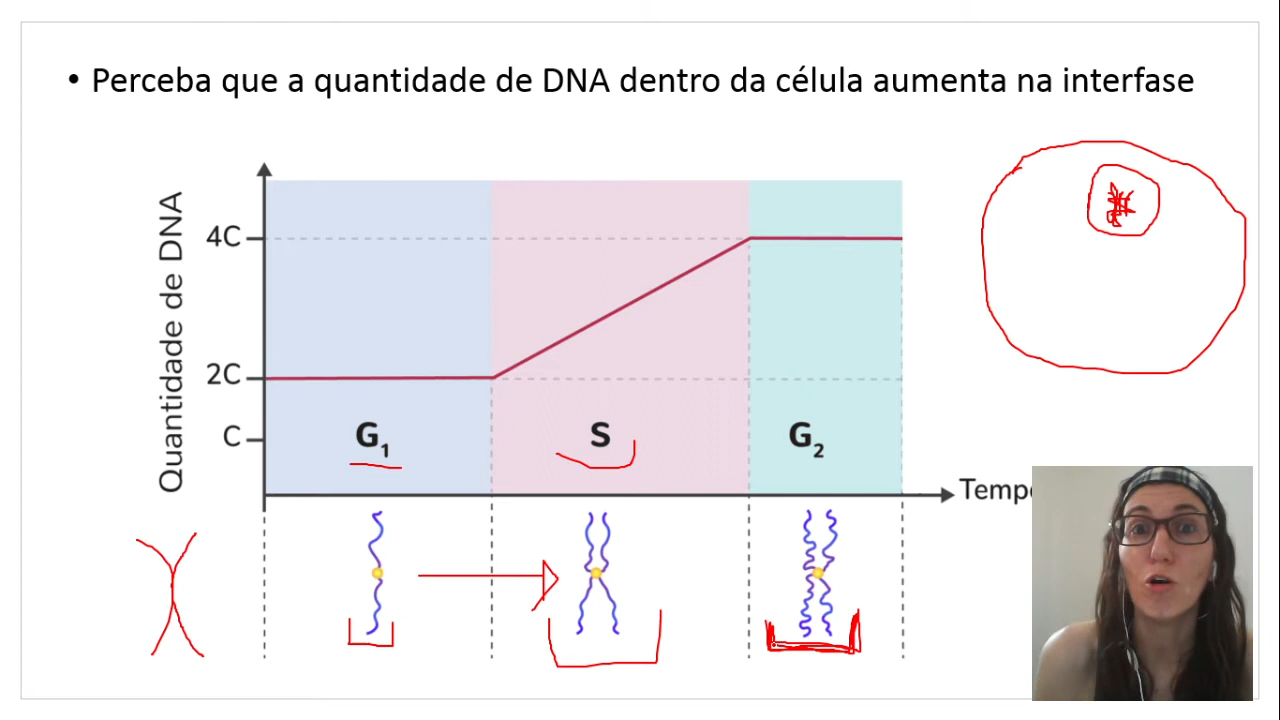 • Perceba que a quantidade de DNA dentro da célula aumenta na interfase
Quantidade de DNA
4C
2C
C
G₁
S
G₂
Tempo